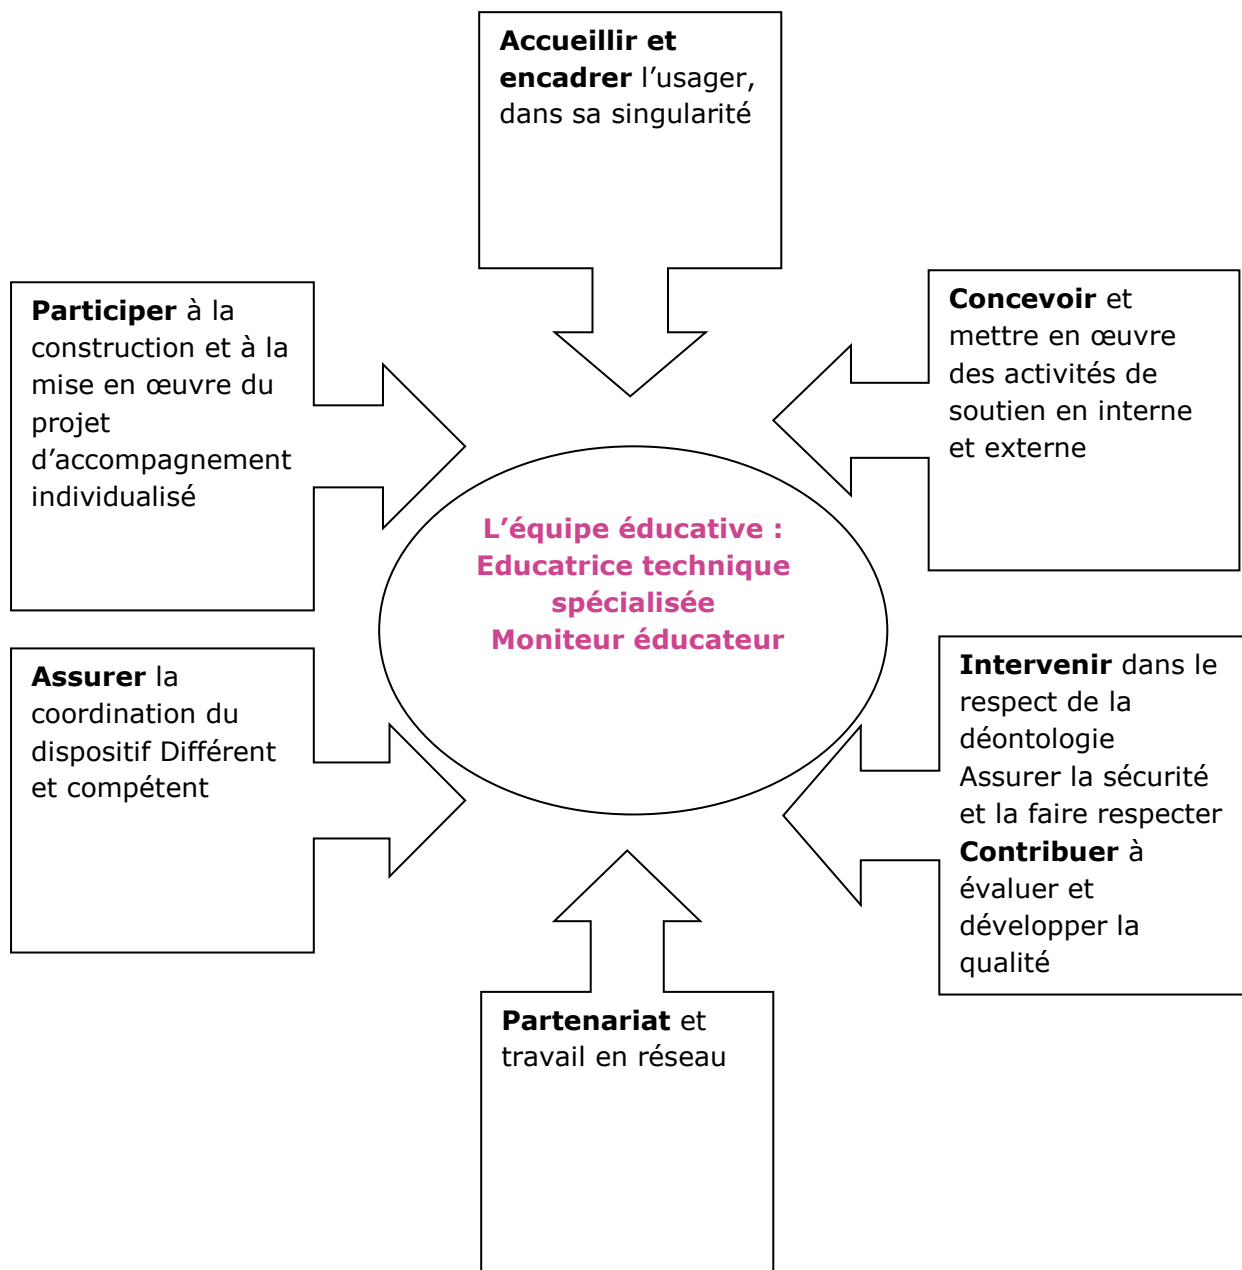 Accueillir et
encadrer l’usager,
dans sa singularité
Participer à la
construction et à la
mise en œuvre du
projet
d’accompagnement
individualisé
Concevoir et
mettre en œuvre
des activités de
soutien en interne
et externe
L’équipe éducative :
Educatrice technique
spécialisée
Moniteur éducateur
Assurer la
coordination du
dispositif Différent
et compétent
Intervenir dans le
respect de la
déontologie
Assurer la sécurité
et la faire respecter
Contribuer à
évaluer et
développer la
qualité
Partenariat et
travail en réseau